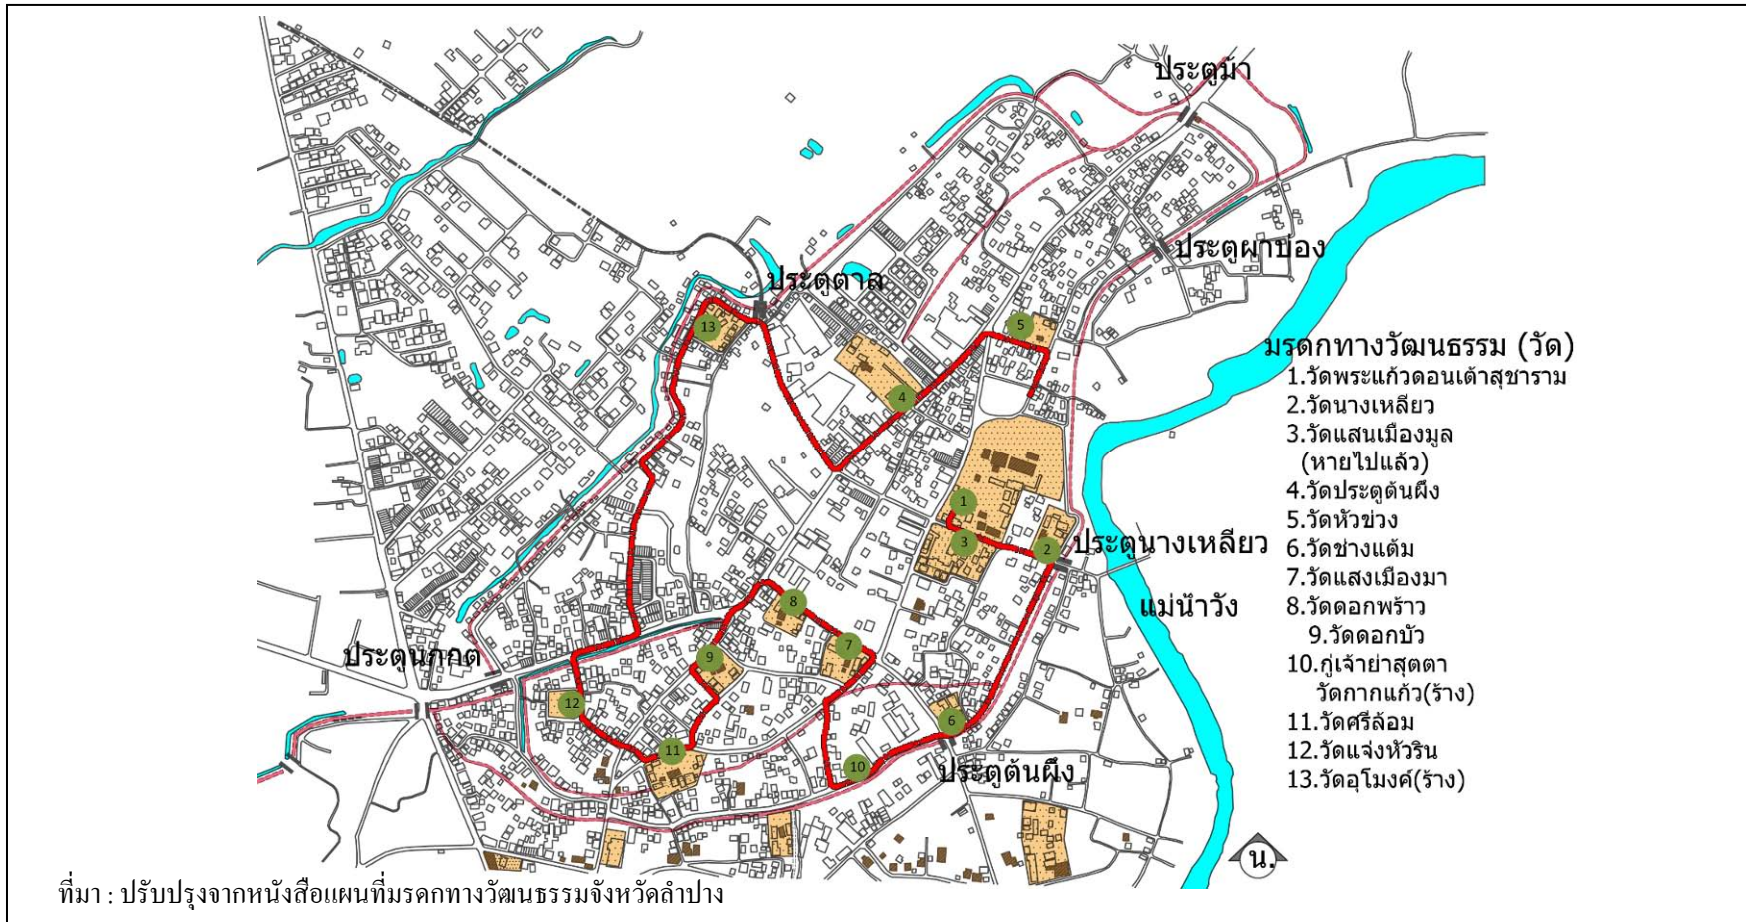 ประตูม้า
ประตูผาบ่อง
ประตูตาล
13
5
4
มรดกทางวัฒนธรรม (วัด)
1.วัดพระแก้วดอนเต้าสุชาราม
2.วัดนางเหลียว
3.วัดแสนเมืองมูล
(หายไปแล้ว)
4.วัดประตูต้นผึ้ง
5.วัดหัวข่วง
6.วัดช่างแต้ม
7.วัดแสงเมืองมา
8.วัดดอกพร้าว
9.วัดดอกบัว
10.กู่เจ้าย่าสุตตา
วัดกากแก้ว(ร้าง)
11.วัดศรีล้อม
12.วัดแจ่งหัวริน
13.วัดอุโมงค์(ร้าง)
1
3
2
ประตูนางเหลียว
แม่น้ำวัง
8
7
9
ประตูนกกต
12
6
11
10
ประตูต้นผึ้ง
น.
ที่มา : ปรับปรุงจากหนังสือแผนที่มรดกทางวัฒนธรรมจังหวัดลำปาง